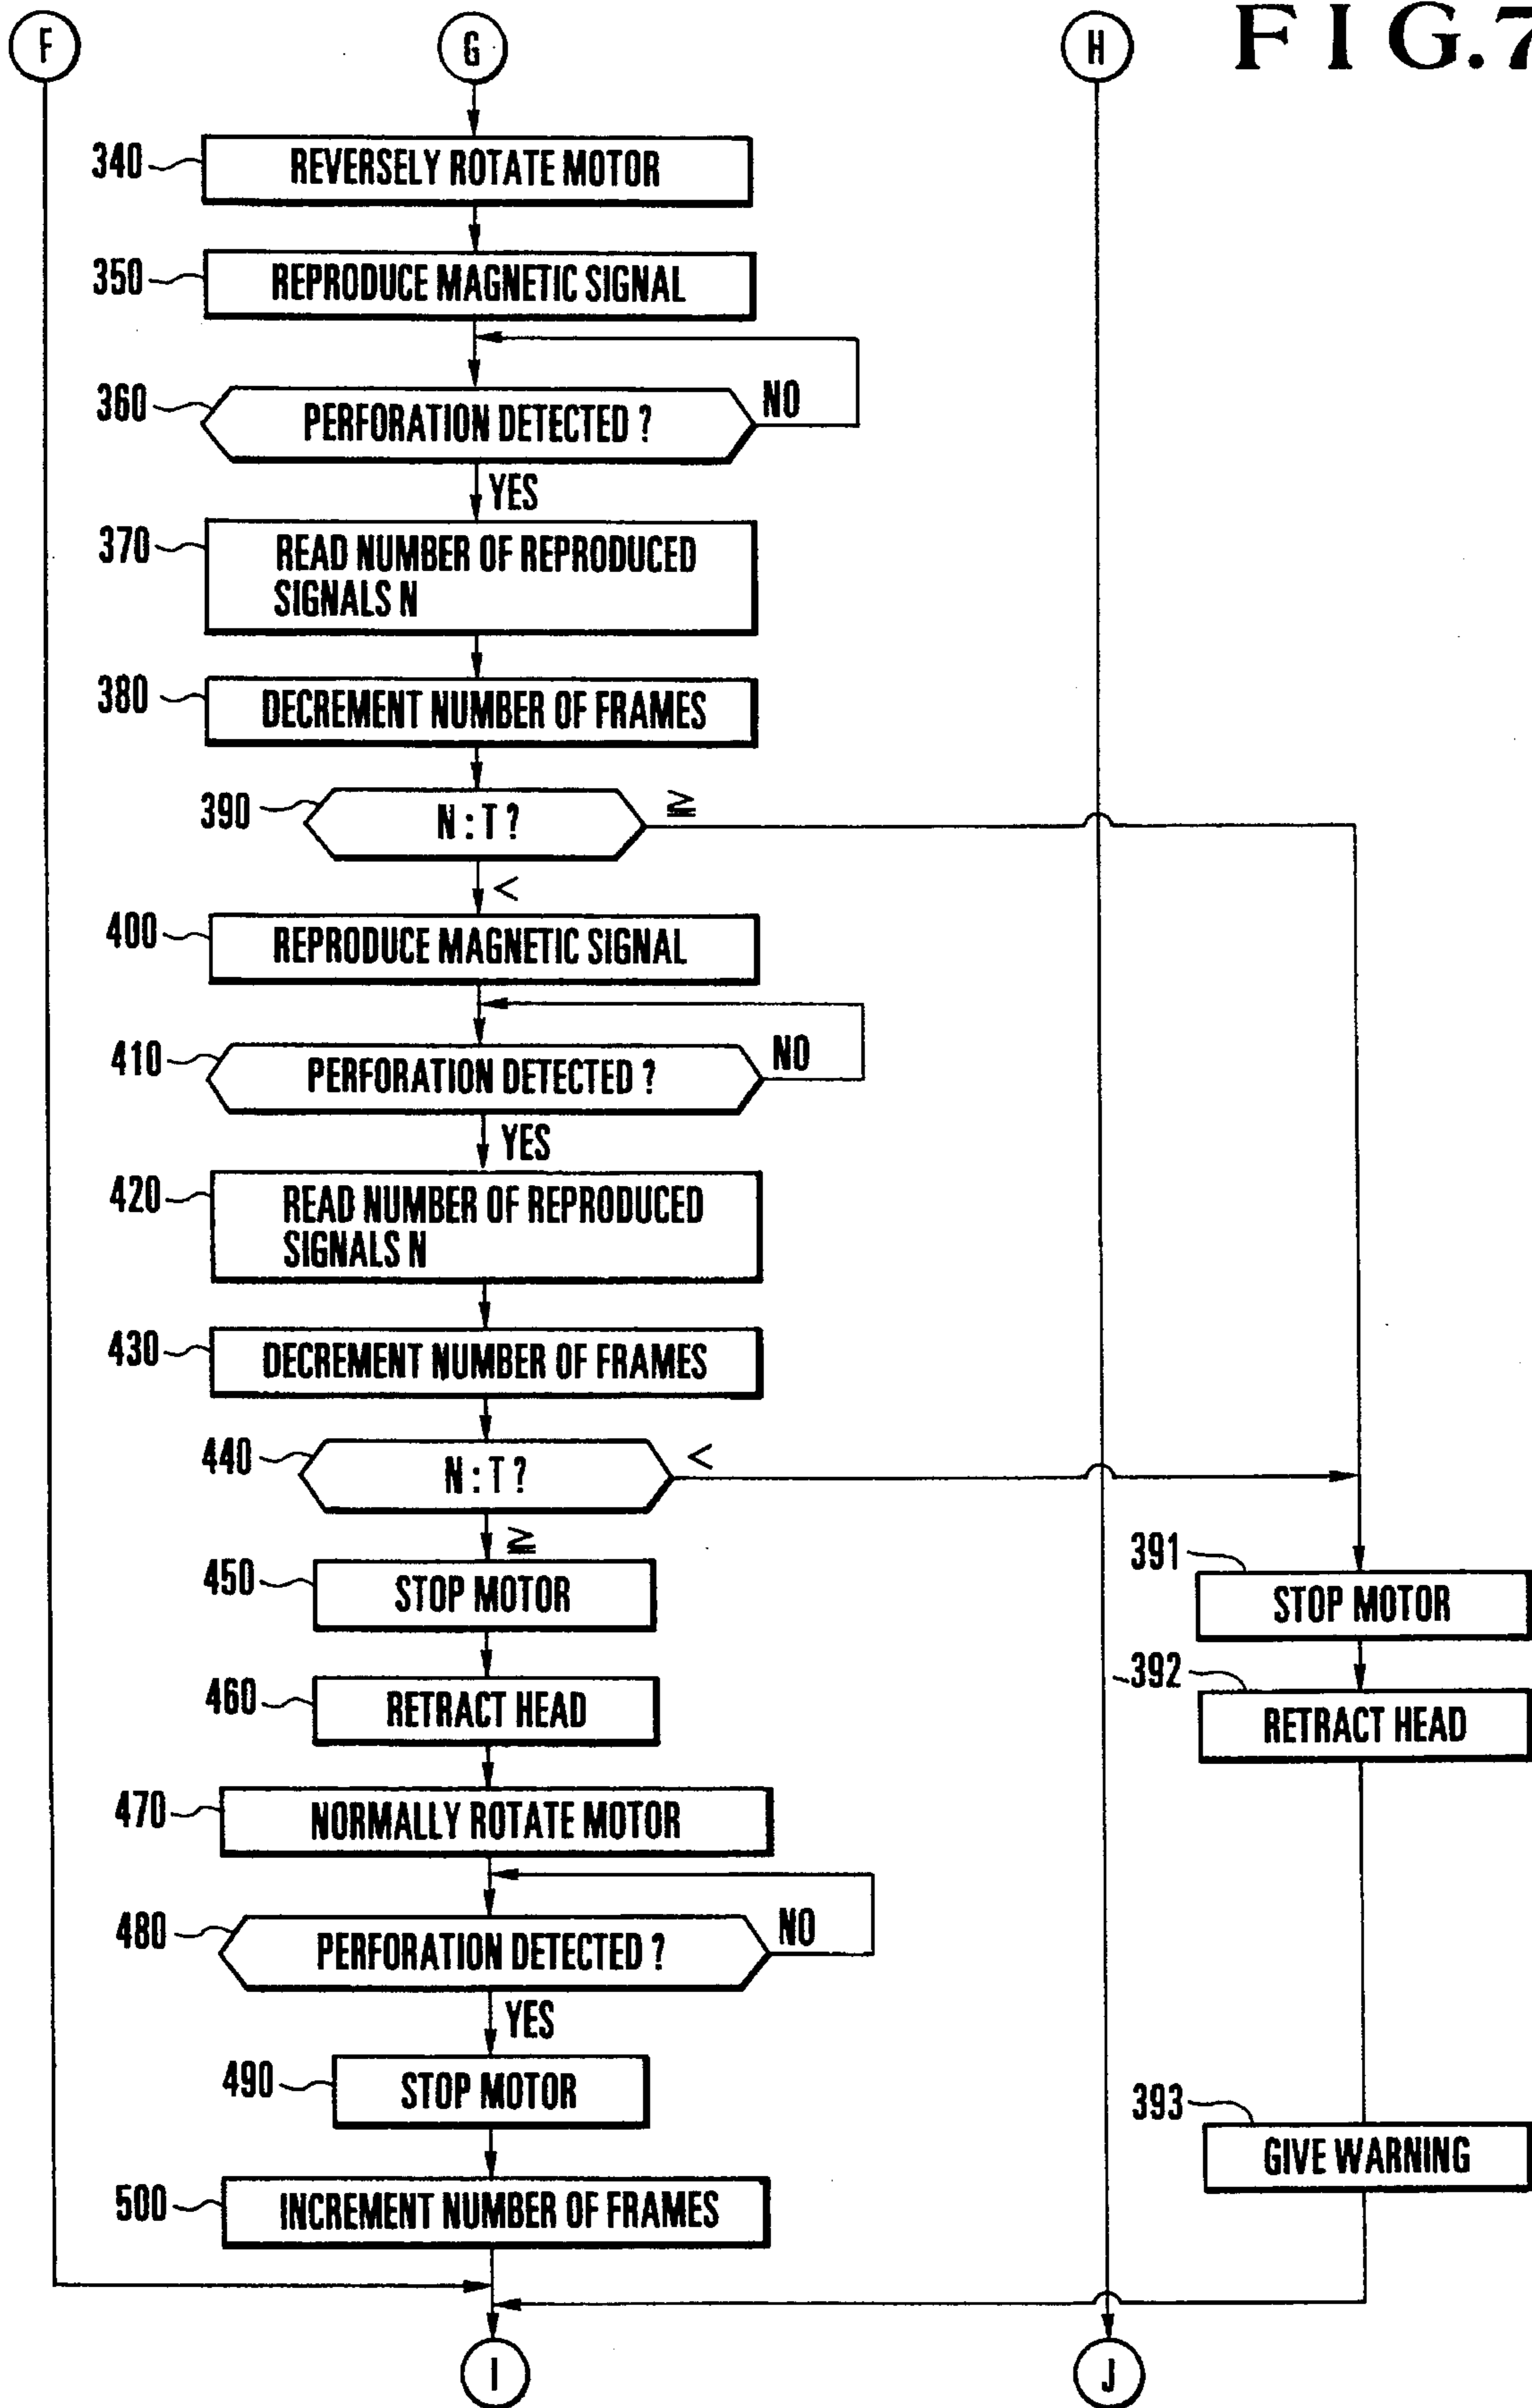 F
G
H
FIG.7
340
REVERSELY ROTATE MOTOR
350
REPRODUCE MAGNETIC SIGNAL
360
PERFORATION DETECTED ?
NO
YES
370
READ NUMBER OF REPRODUCED
SIGNALS N
380
DECREMENT NUMBER OF FRAMES
390
N : T ?
≧
<
400
REPRODUCE MAGNETIC SIGNAL
410
PERFORATION DETECTED ?
NO
YES
420
READ NUMBER OF REPRODUCED
SIGNALS N
430
DECREMENT NUMBER OF FRAMES
440
N : T ?
<
≧
450
STOP MOTOR
391
STOP MOTOR
460
RETRACT HEAD
392
RETRACT HEAD
470
NORMALLY ROTATE MOTOR
480
PERFORATION DETECTED ?
NO
YES
490
STOP MOTOR
393
GIVE WARNING
500
INCREMENT NUMBER OF FRAMES
I
J